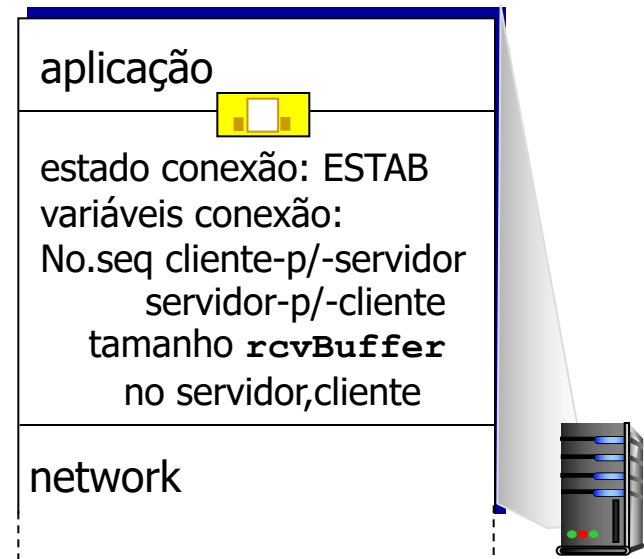 aplicação
estado conexão: ESTAB
variáveis conexão:
No.seq cliente-p/-servidor
servidor-p/-cliente
tamanho rcvBuffer
no servidor,cliente
network